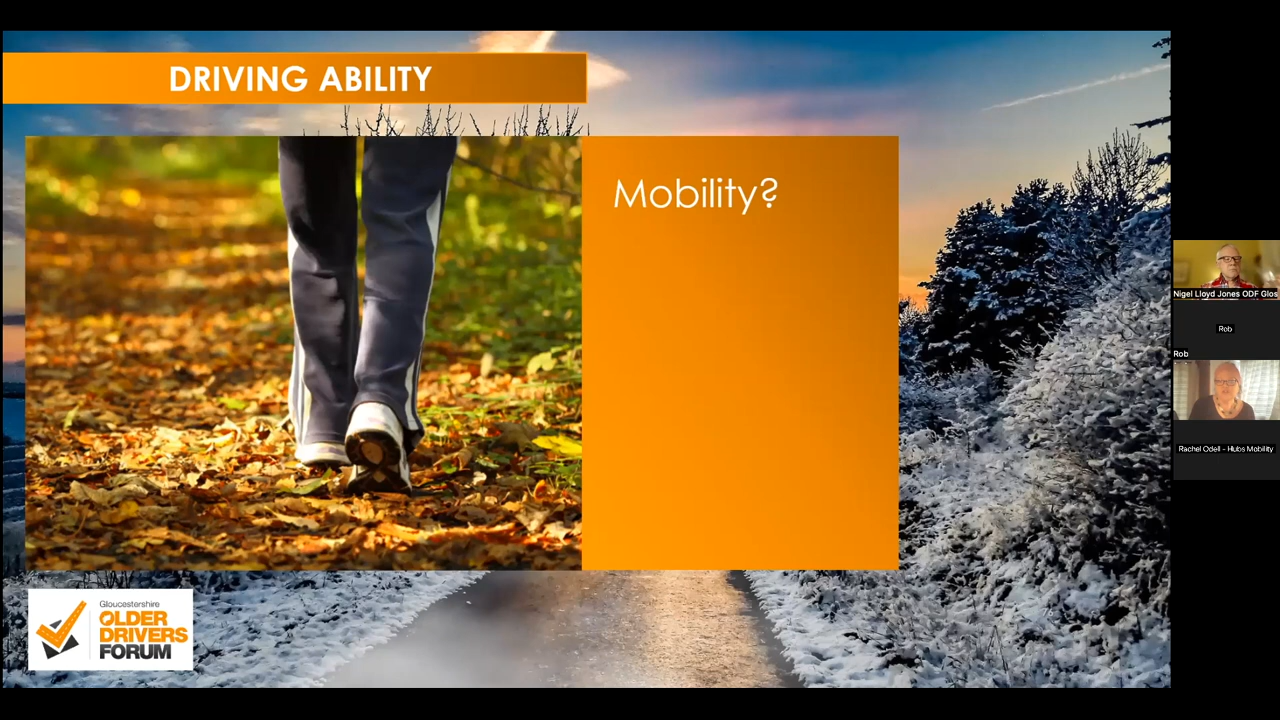 DRIVING ABILITY
Mobility?
Gloucestershire
OLDER
DRIVERS
FORUM
Nigel Lloyd Jones ODF Glos
Rob
Rob
Rachel Odell - Hubs Mobility